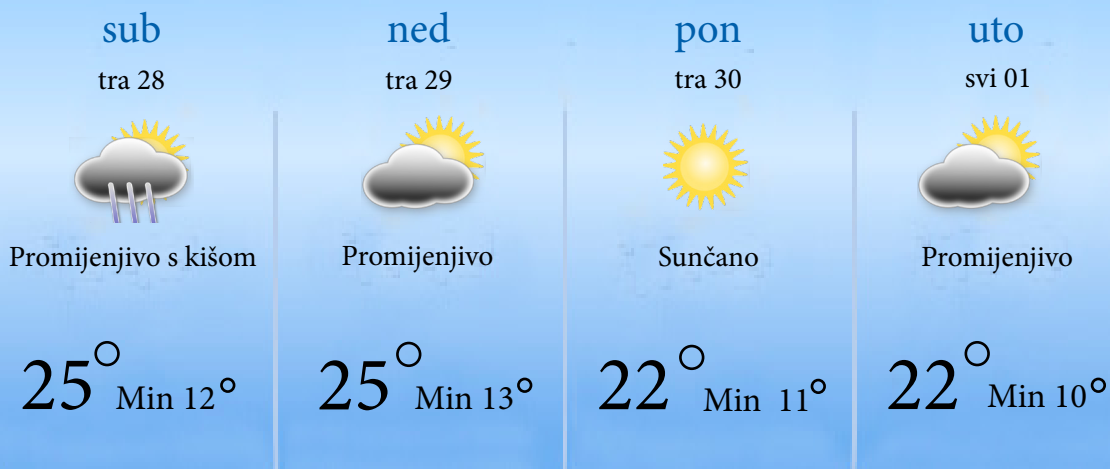 sub
tra 28
Promijenjivo s kišom
25° Min 12°
ned
tra 29
Promijenjivo
25° Min 13°
pon
tra 30
Sunčano
22° Min 11°
uto
svi 01
Promijenjivo
22° Min 10°